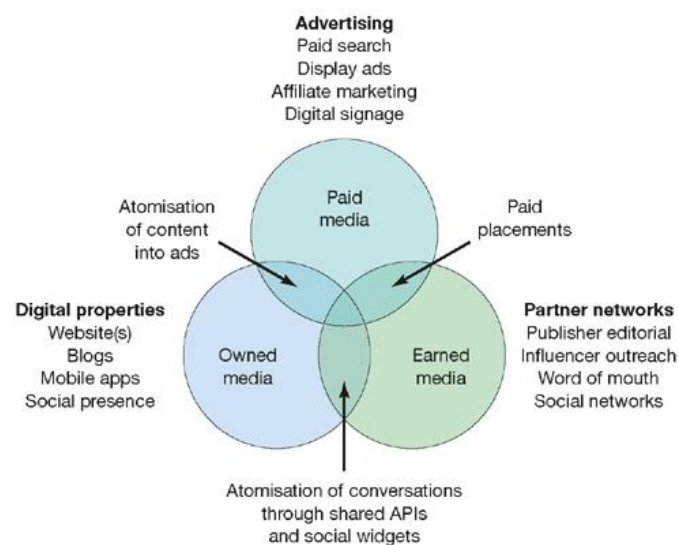 Advertising
Paid search
Display ads
Affiliate marketing
Digital signage
Paid
media
Atomisation
of content
into ads
Paid
placements
Digital properties
Website(s)
Blogs
Mobile apps
Social presence
Owned
media
Earned
media
Partner networks
Publisher editorial
Influencer outreach
Word of mouth
Social networks
Atomisation of conversations
through shared APIs
and social widgets